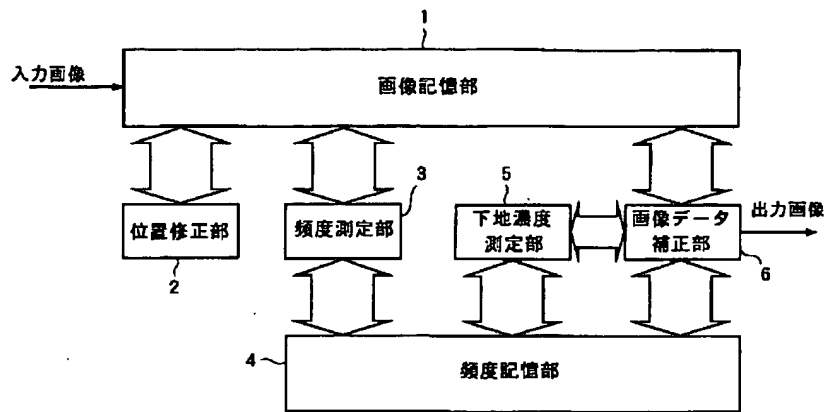 1
入力画像
画像記憶部
3
5
位置修正部
頻度測定部
下地濃度
測定部
画像データ
補正部
出力画像
2
6
4
頻度記憶部